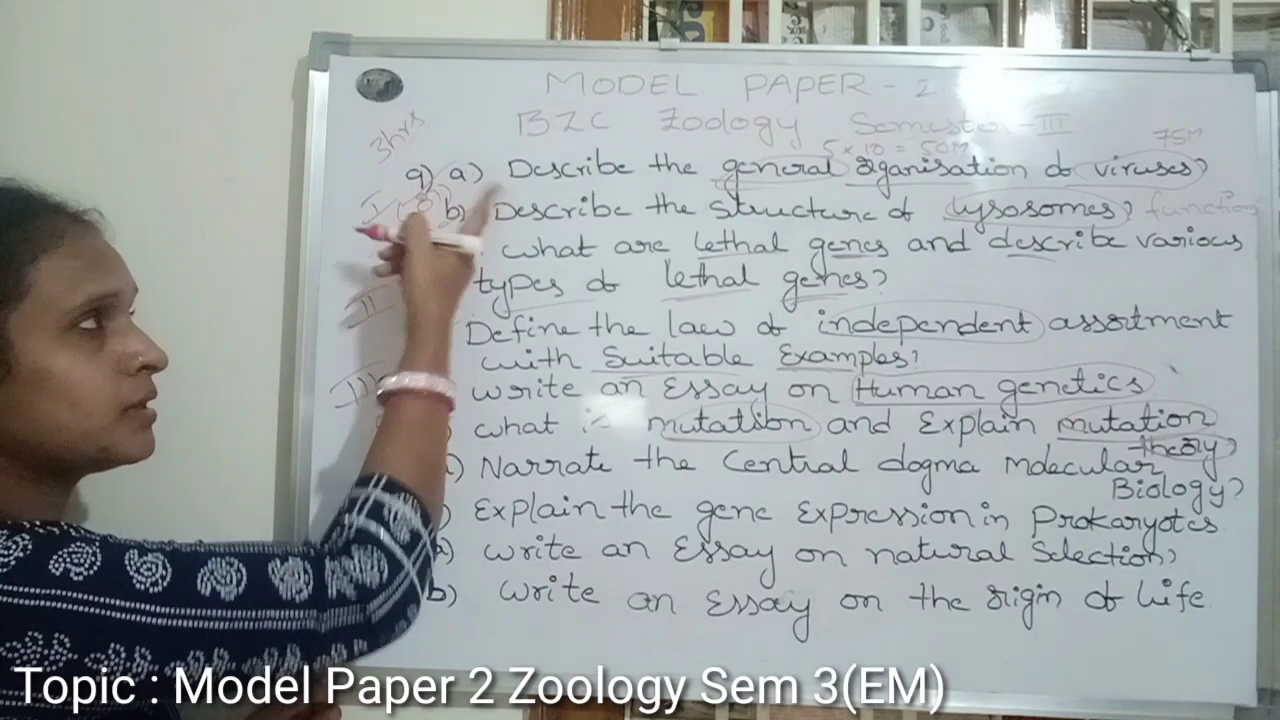 MODEL PAPER - 2
BZC Zoology Semester-III
3hrs
75M
5 x 10 = 50M
9) a) Describe the general organisation of viruses?
I b) Describe the structure of lysosomes? function
what are lethal genes and describe various
II types of lethal genes?
Define the law of independent assortment
with Suitable Examples?
III write an Essay on Human genetics
what is mutation and Explain mutation
theory?
a) Narrate the Central dogma molecular
Biology?
) Explain the gene Expression in Prokaryotes
a) write an Essay on natural Selection?
b) write an Essay on the origin of life
Topic : Model Paper 2 Zoology Sem 3(EM)